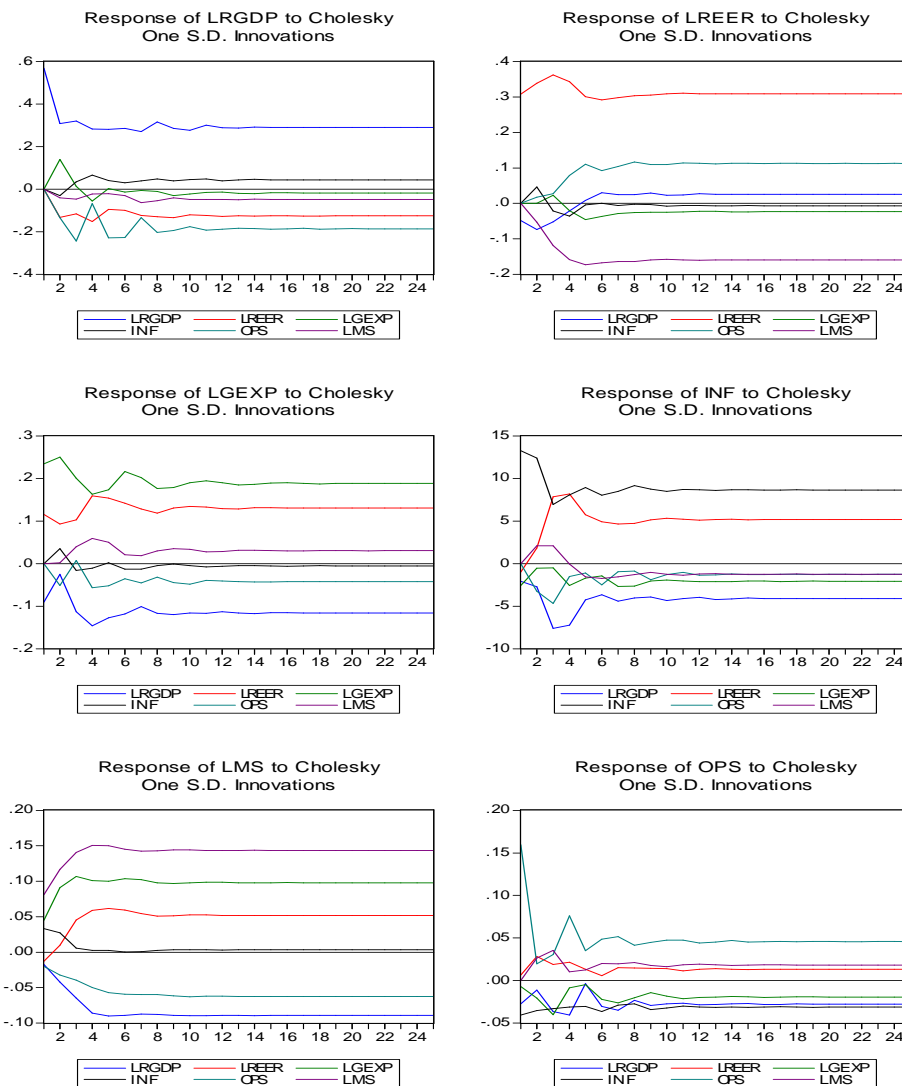 Response of LRGDP to Cholesky
One S.D. Innovations
.6
.4
.2
.0
-.2
-.4
2 4 6 8 10 12 14 16 18 20 22 24
LRGDP LREER LGEXP
INF OPS LMS
Response of LREER to Cholesky
One S.D. Innovations
.4
.3
.2
.1
.0
-.1
-.2
2 4 6 8 10 12 14 16 18 20 22 24
LRGDP LREER LGEXP
INF OPS LMS
Response of LGEXP to Cholesky
One S.D. Innovations
.3
.2
.1
.0
-.1
-.2
2 4 6 8 10 12 14 16 18 20 22 24
LRGDP LREER LGEXP
INF OPS LMS
Response of INF to Cholesky
One S.D. Innovations
15
10
5
0
-5
-10
2 4 6 8 10 12 14 16 18 20 22 24
LRGDP LREER LGEXP
INF OPS LMS
Response of LMS to Cholesky
One S.D. Innovations
.20
.15
.10
.05
.00
-.05
-.10
2 4 6 8 10 12 14 16 18 20 22 24
LRGDP LREER LGEXP
INF OPS LMS
Response of OPS to Cholesky
One S.D. Innovations
.20
.15
.10
.05
.00
-.05
2 4 6 8 10 12 14 16 18 20 22 24
LRGDP LREER LGEXP
INF OPS LMS